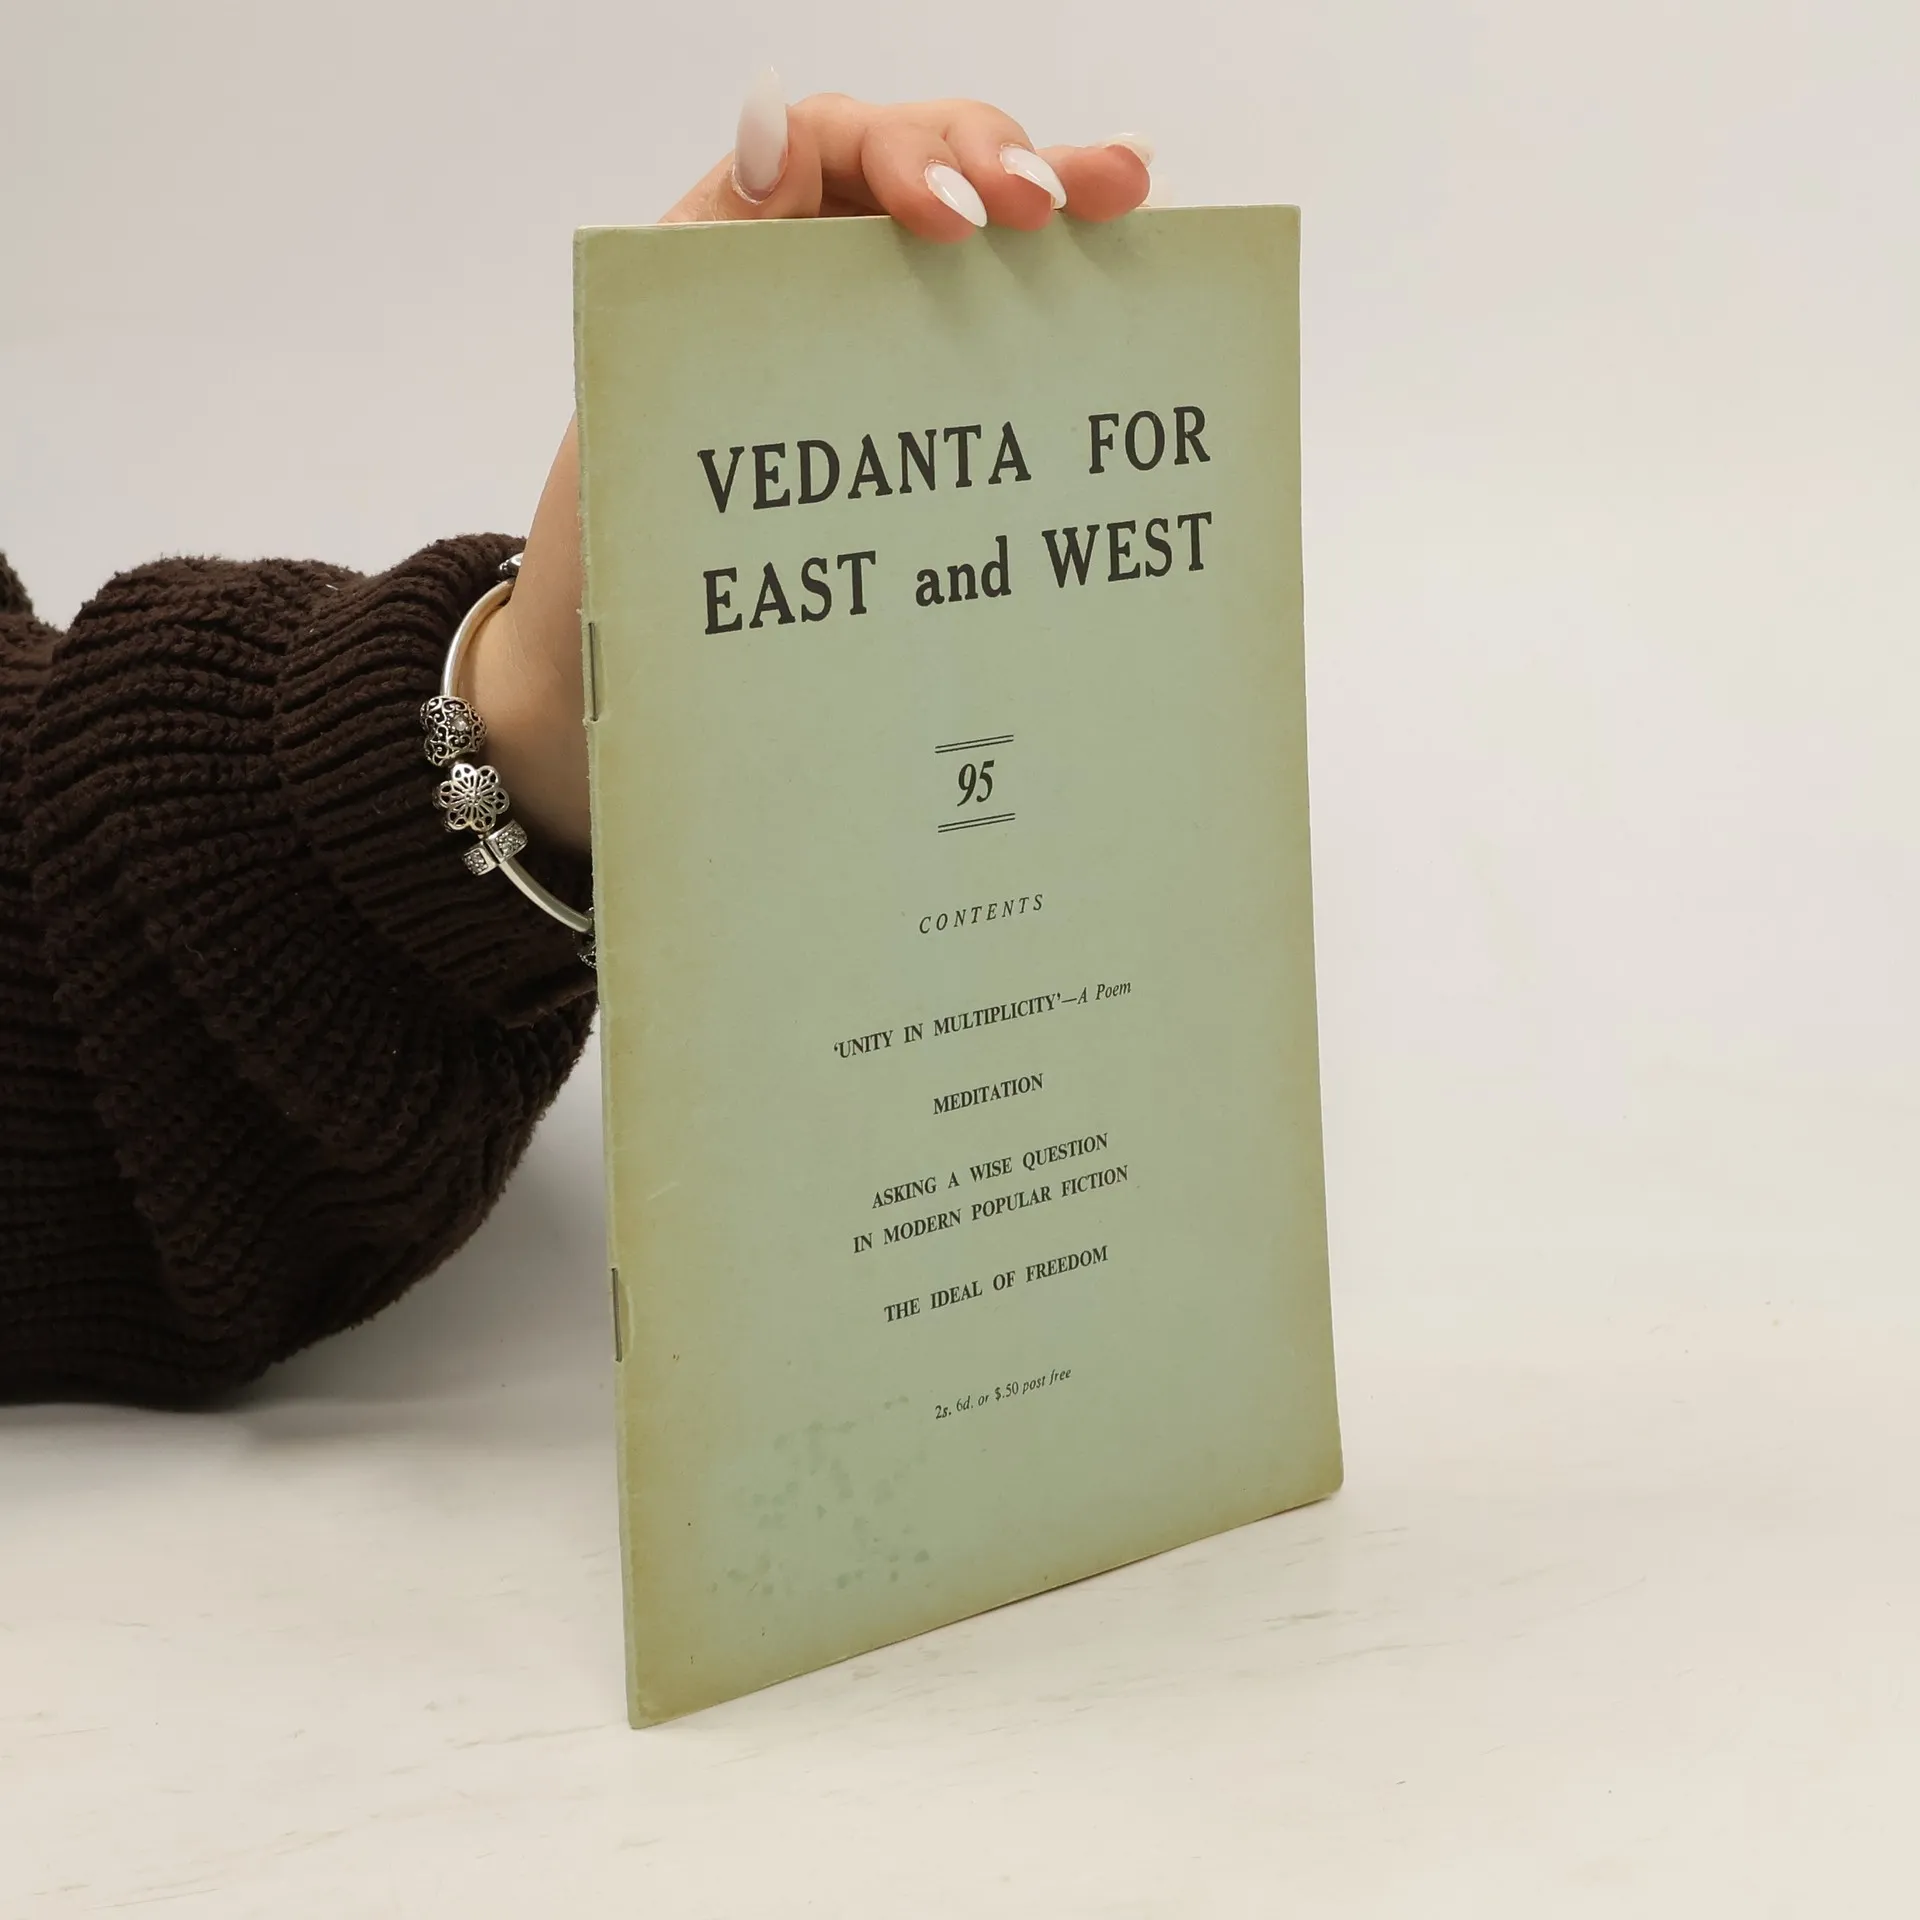 VEDANTA FOR
EAST and WEST
95
CONTENTS
‘UNITY IN MULTIPLICITY’—A Poem
MEDITATION
ASKING A WISE QUESTION
IN MODERN POPULAR FICTION
THE IDEAL OF FREEDOM
2s. 6d. or $.50 post free